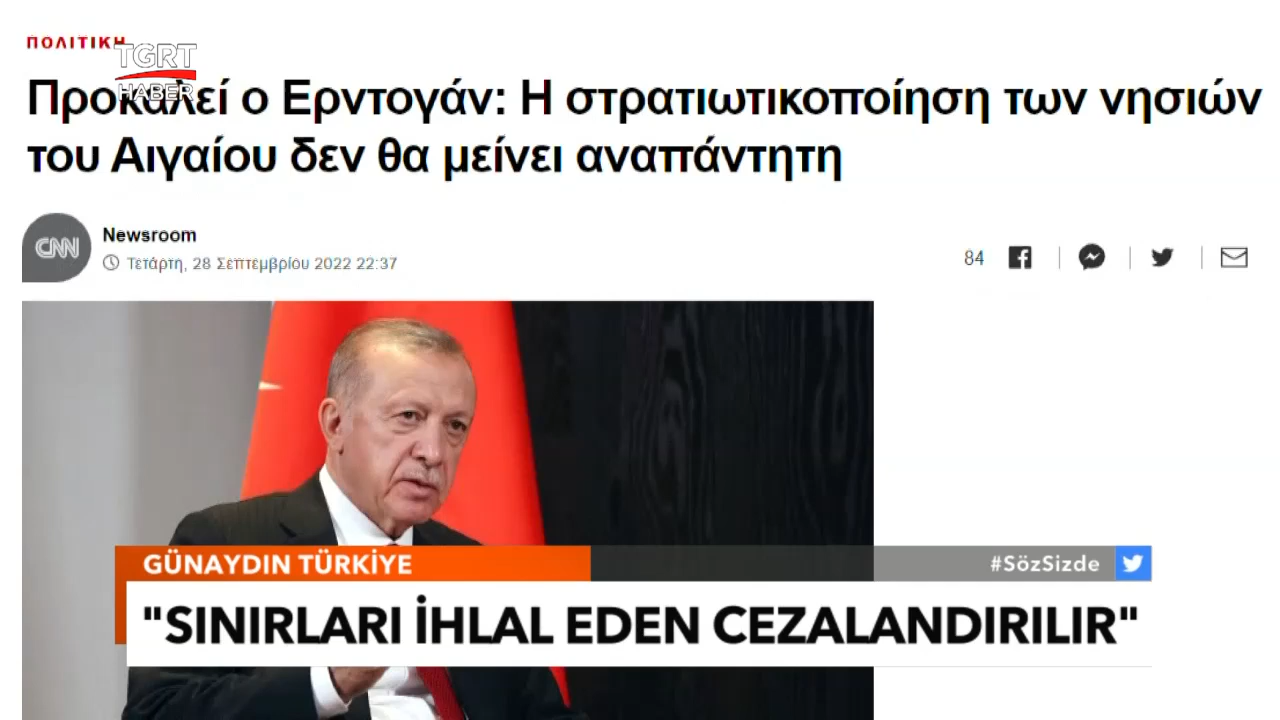 ΠΟΛΙΤΙΚΗ
TGRT
HABER
Προκαλεί ο Ερντογάν: Η στρατιωτικοποίηση των νησιών
του Αιγαίου δεν θα μείνει αναπάντητη
CNN
Newsroom
Τετάρτη, 28 Σεπτεμβρίου 2022 22:37
84
GÜNAYDIN TÜRKİYE
#SözSizde
"SINIRLARI İHLAL EDEN CEZALANDIRILIR"